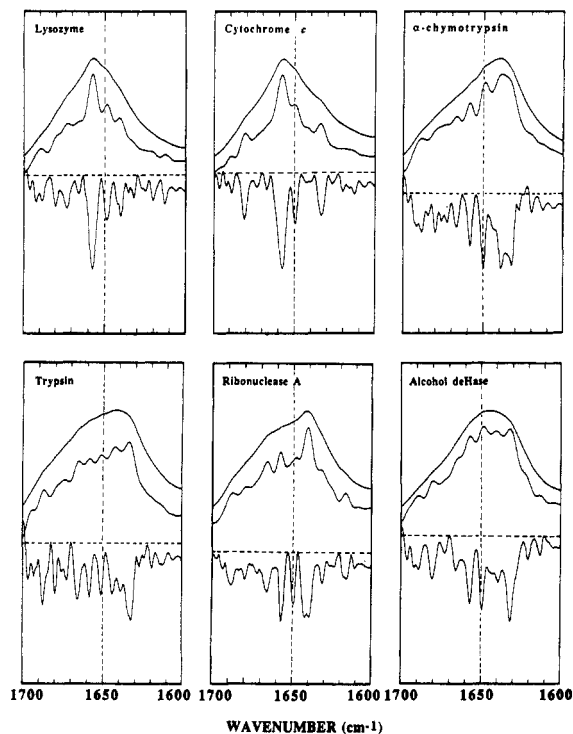 Lysozyme
Cytochrome c
α-chymotrypsin
Trypsin
Ribonuclease A
Alcohol deHase
1700 1650 1600 1700 1650 1600 1700 1650 1600
WAVENUMBER (cm-1)